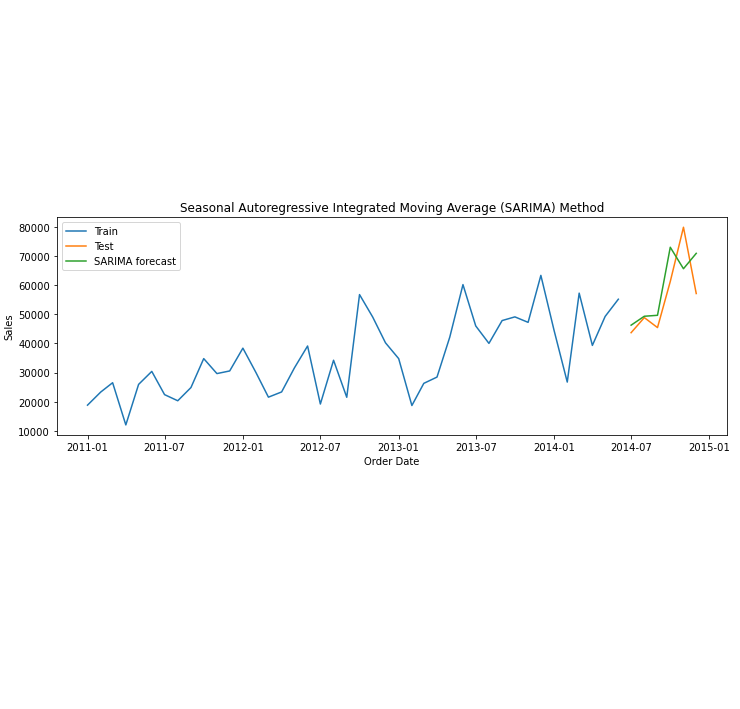 Seasonal Autoregressive Integrated Moving Average (SARIMA) Method
Train
Test
SARIMA forecast
80000
70000
60000
50000
40000
30000
20000
10000
Sales
2011-01 2011-07 2012-01 2012-07 2013-01 2013-07 2014-01 2014-07 2015-01
Order Date